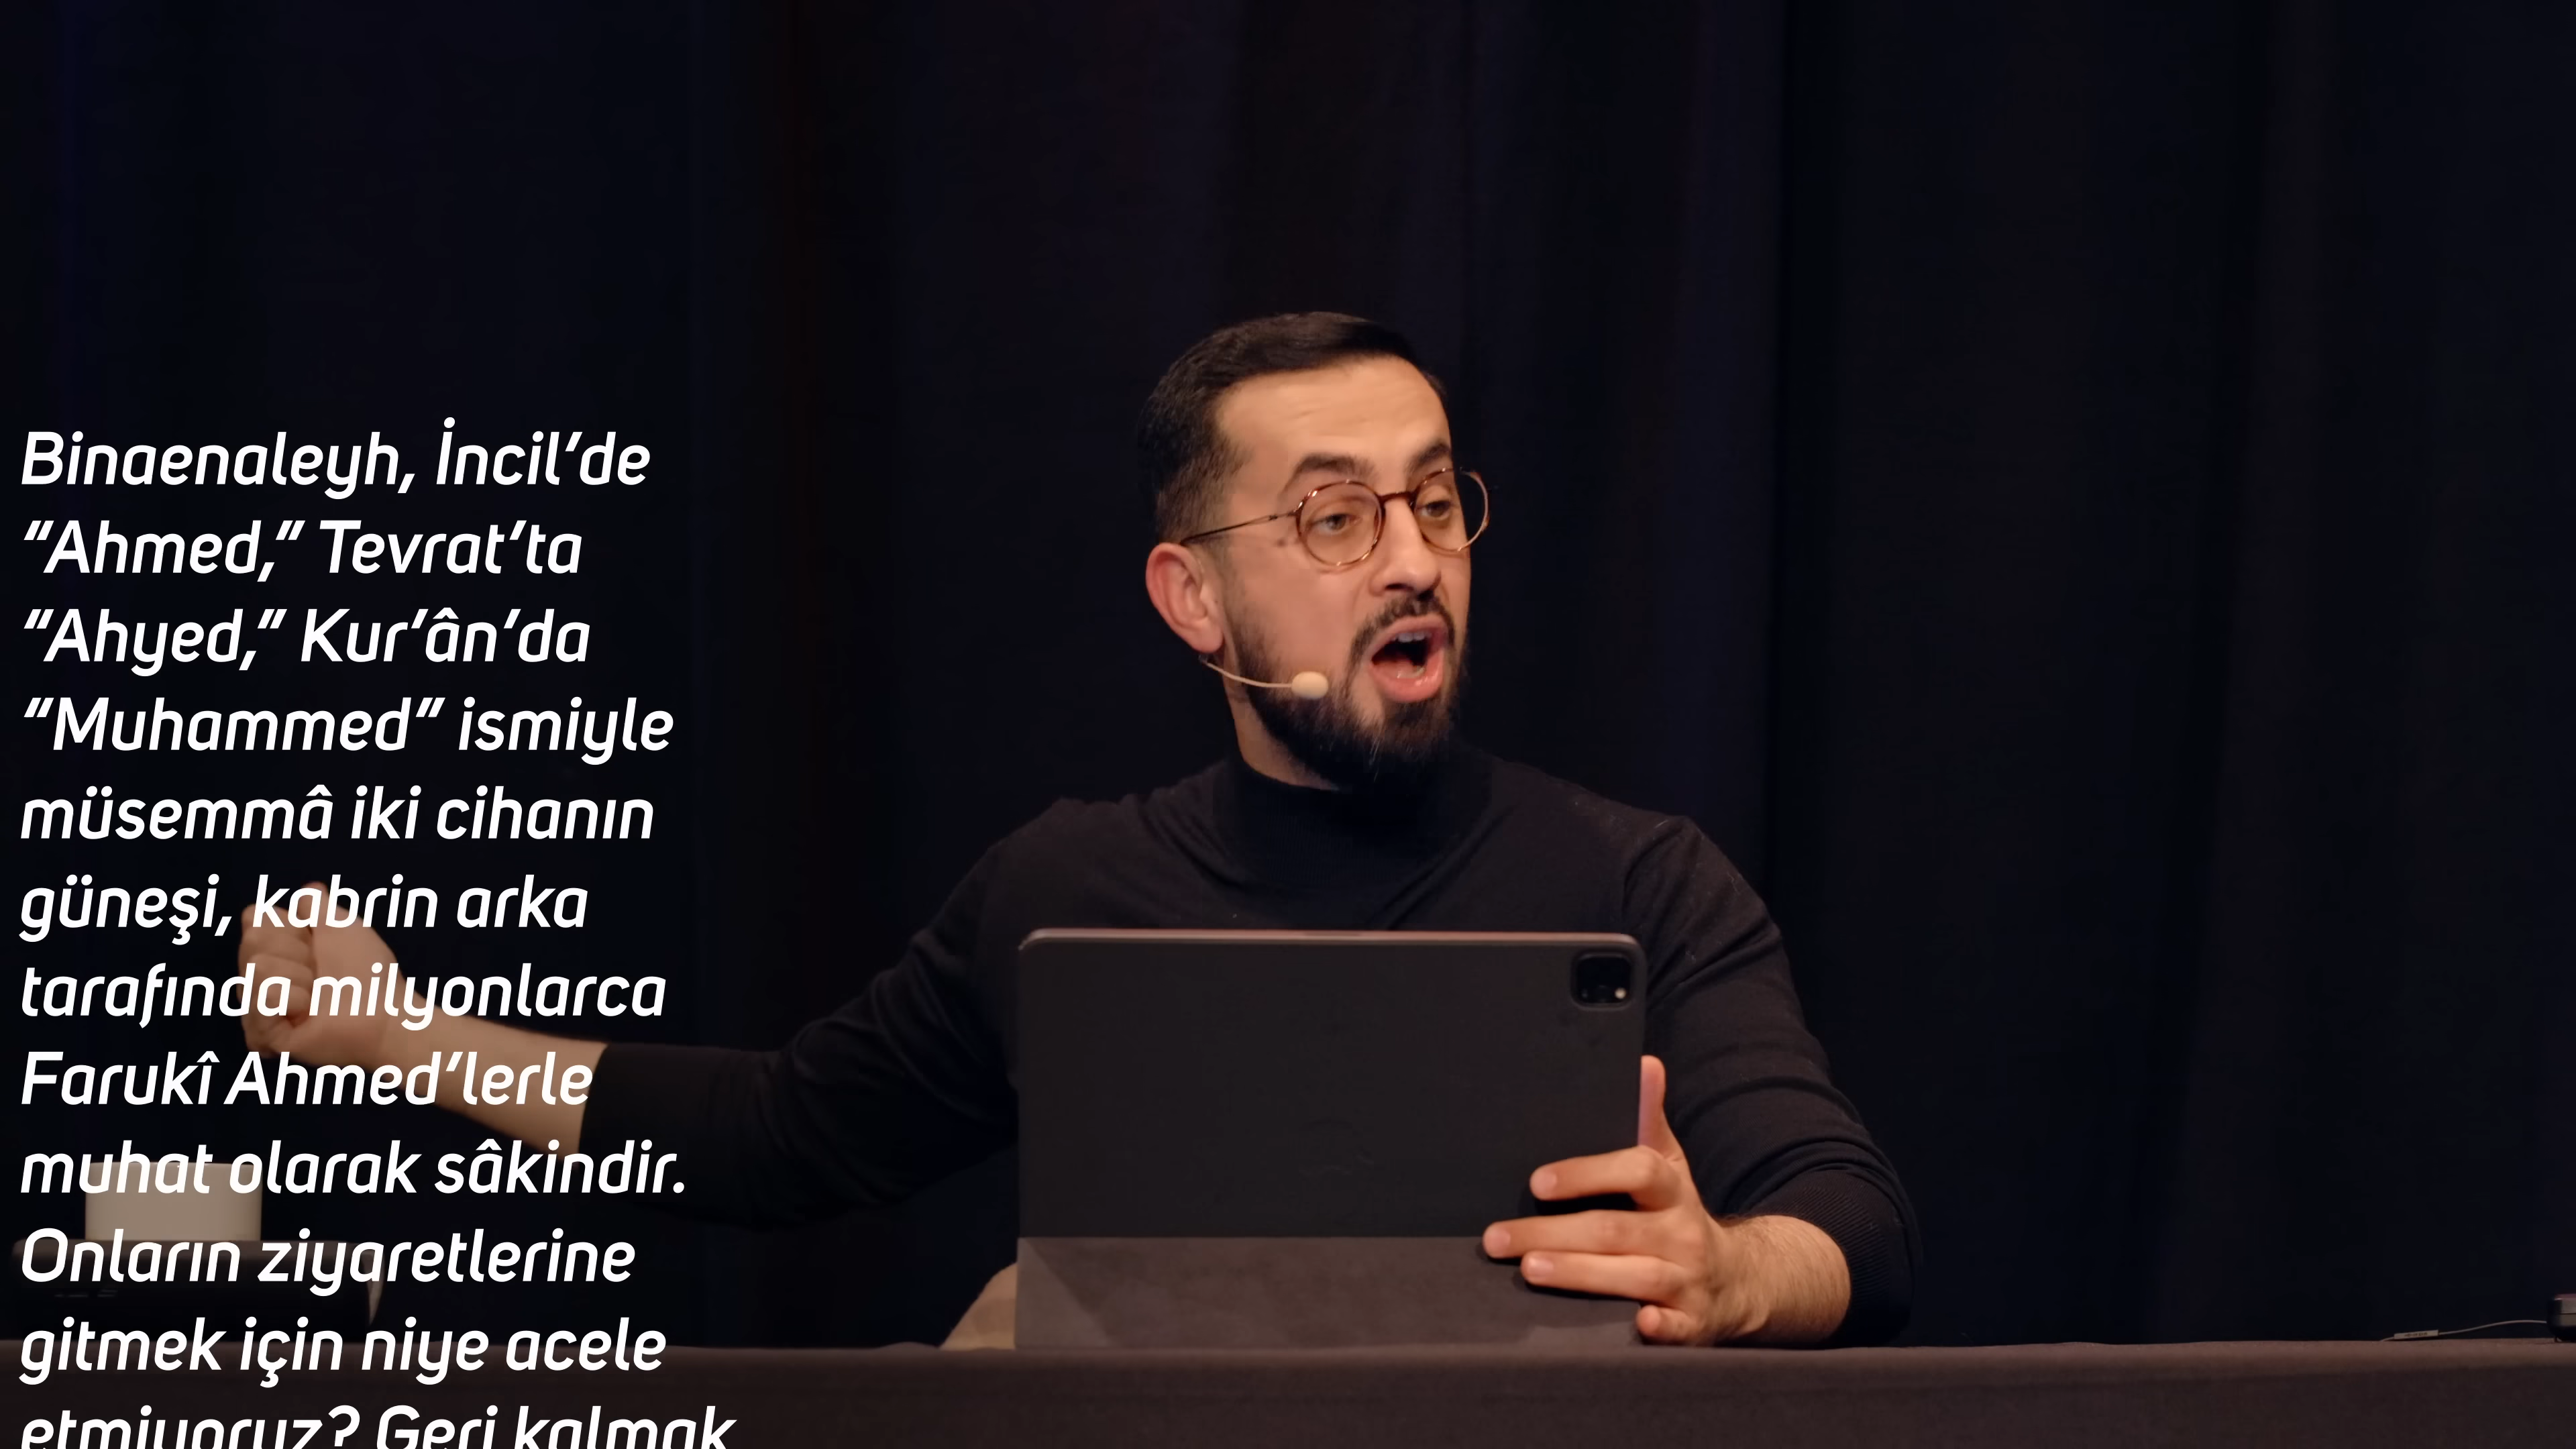 Binaenaleyh, İncil’de
“Ahmed,” Tevrat’ta
“Ahyed,” Kur’ân’da
“Muhammed” ismiyle
müsemmâ iki cihanın
güneşi, kabrin arka
tarafında milyonlarca
Farukî Ahmed’lerle
muhat olarak sâkindir.
Onların ziyaretlerine
gitmek için niye acele
etmiyoruz? Geri kalmak